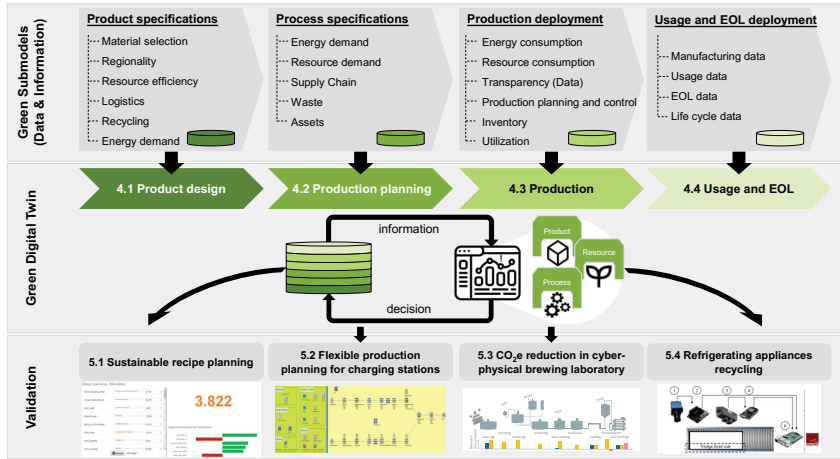 Green Submodels
(Data & Information)
Product specifications
Material selection
Regionality
Resource efficiency
Logistics
Recycling
Energy demand
Process specifications
Energy demand
Resource demand
Supply Chain
Waste
Assets
Production deployment
Energy consumption
Resource consumption
Transparency (Data)
Production planning and control
Inventory
Utilization
Usage and EOL deployment
Manufacturing data
Usage data
EOL data
Life cycle data
Green Digital Twin
4.1 Product design
4.2 Production planning
4.3 Production
4.4 Usage and EOL
information
decision
Product
Resource
Process
Validation
5.1 Sustainable recipe planning
5.2 Flexible production
planning for charging stations
5.3 CO2e reduction in cyber-
physical brewing laboratory
5.4 Refrigerating appliances
recycling
3.822
1
2
3
4